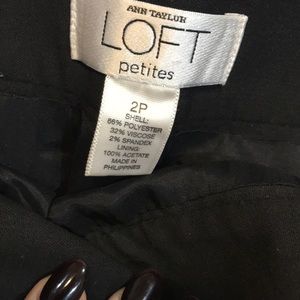 ANN TAYLOR
LOFT
petites
2P
SHELL:
66% POLYESTER
32% VISCOSE
2% SPANDEX
LINING:
100% ACETATE
MADE IN
PHILIPPINES